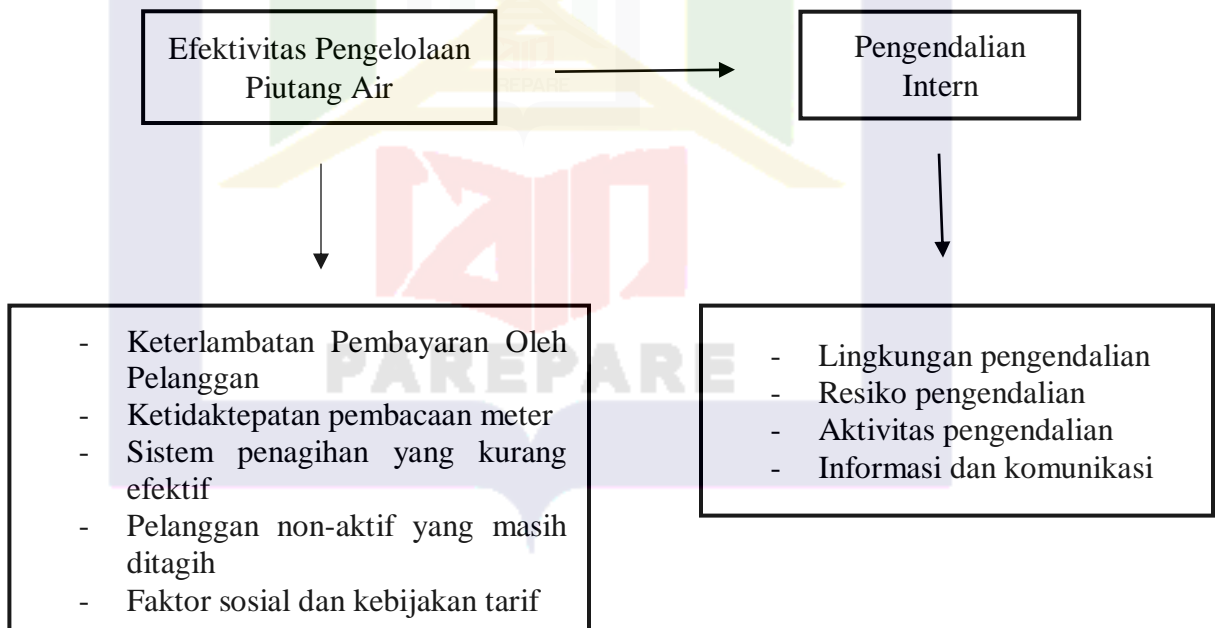 Efektivitas Pengelolaan
Piutang Air
Pengendalian
Intern
- Keterlambatan Pembayaran Oleh
Pelanggan
- Ketidaktepatan pembacaan meter
- Sistem penagihan yang kurang
efektif
- Pelanggan non-aktif yang masih
ditagih
- Faktor sosial dan kebijakan tarif
- Lingkungan pengendalian
- Resiko pengendalian
- Aktivitas pengendalian
- Informasi dan komunikasi
PAREPARE